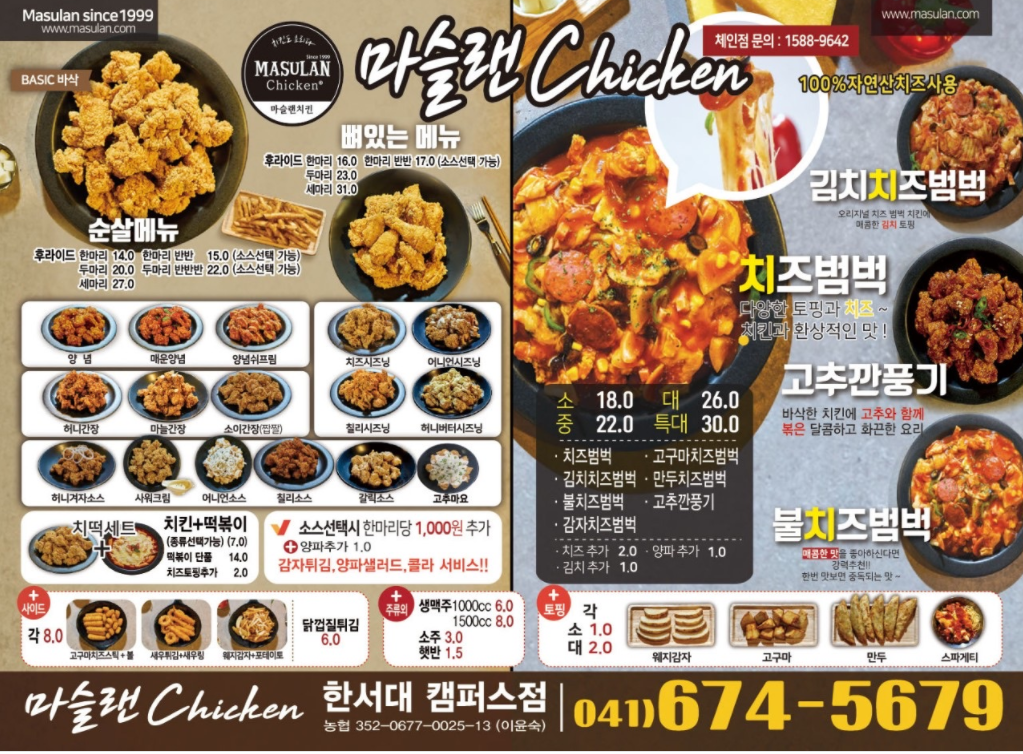 Masulan since1999
www.masulan.com
BASIC 바삭
Since 1999
MASULAN
Chicken®
마슬랜치킨
마슬랜 Chicken
체인점 문의 : 1588-9642
www.masulan.com
100%자연산치즈사용
뼈있는 메뉴
후라이드 한마리 16.0 한마리 반반 17.0 (소스선택 가능)
두마리 23.0
세마리 31.0
순살메뉴
후라이드 한마리 14.0 한마리 반반 15.0 (소스선택 가능)
두마리 20.0 두마리 반반반 22.0 (소스선택 가능)
세마리 27.0
양 념 매운양념 양념쉬프림
치즈시즈닝 어니언시즈닝
허니간장 마늘간장 소이간장(짭짤)
칠리시즈닝 허니버터시즈닝
허니겨자소스 사워크림 어니언소스 칠리소스 갈릭소스 고추마요
치떡세트
치킨+떡볶이
(종류선택가능) (7.0)
떡볶이 단품 14.0
치즈토핑추가 2.0
소스선택시 한마리당 1,000원 추가
+ 양파추가 1.0
감자튀김,양파샐러드,콜라 서비스!!
+
사이드
각 8.0
고구마치즈스틱 + 볼 새우튀김+새우링 웨지감자+포테이토
닭껍질튀김
6.0
+
주류외
생맥주1000cc 6.0
1500cc 8.0
소주 3.0
햇반 1.5
김치치즈범벅
오리지널 치즈 범벅 치킨에
매콤한 김치 토핑
치즈범벅
다양한 토핑과 치즈 ~
치킨과 환상적인 맛 !
고추깐풍기
바삭한 치킨에 고추와 함께
볶은 달콤하고 화끈한 요리
불치즈범벅
매콤한 맛을 좋아하신다면
강력추천!!
한번 맛보면 중독되는 맛 ~
소 18.0 대 26.0
중 22.0 특대 30.0
· 치즈범벅 · 고구마치즈범벅
· 김치치즈범벅 · 만두치즈범벅
· 불치즈범벅 · 고추깐풍기
· 감자치즈범벅
· 치즈 추가 2.0 · 양파 추가 1.0
· 김치 추가 1.0
+
토핑
각
소 1.0
대 2.0
웨지감자 고구마 만두 스파게티
마슬랜 Chicken
한서대 캠퍼스점
농협 352-0677-0025-13 (이윤숙)
041)674-5679